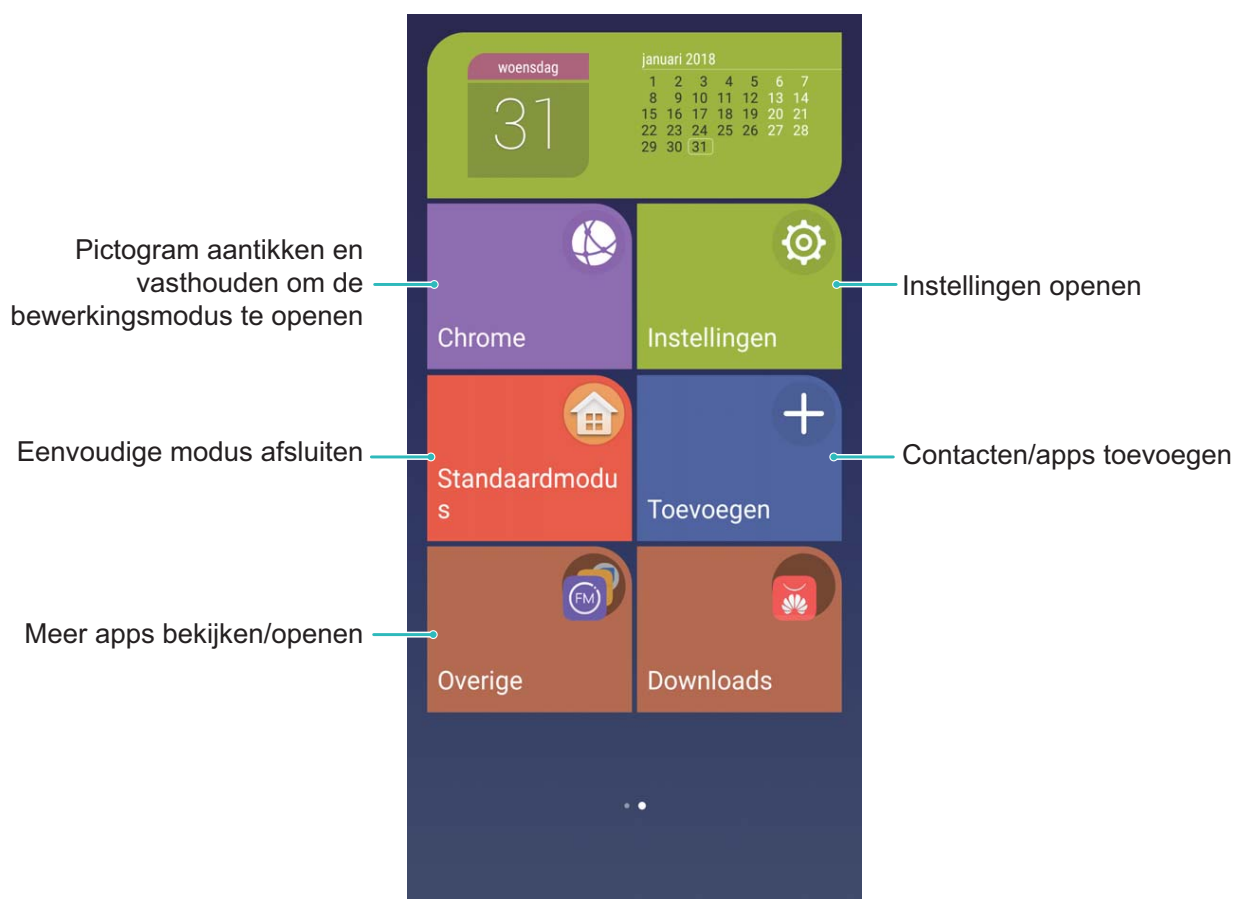 woensdag
31
januari 2018
1 2 3 4 5 6 7
8 9 10 11 12 13 14
15 16 17 18 19 20 21
22 23 24 25 26 27 28
29 30 31
Pictogram aantikken en
vasthouden om de
bewerkingsmodus te openen
Chrome
Instellingen
Instellingen openen
Eenvoudige modus afsluiten
Standaardmodu
s
Toevoegen
Contacten/apps toevoegen
Meer apps bekijken/openen
FM
Overige
Downloads